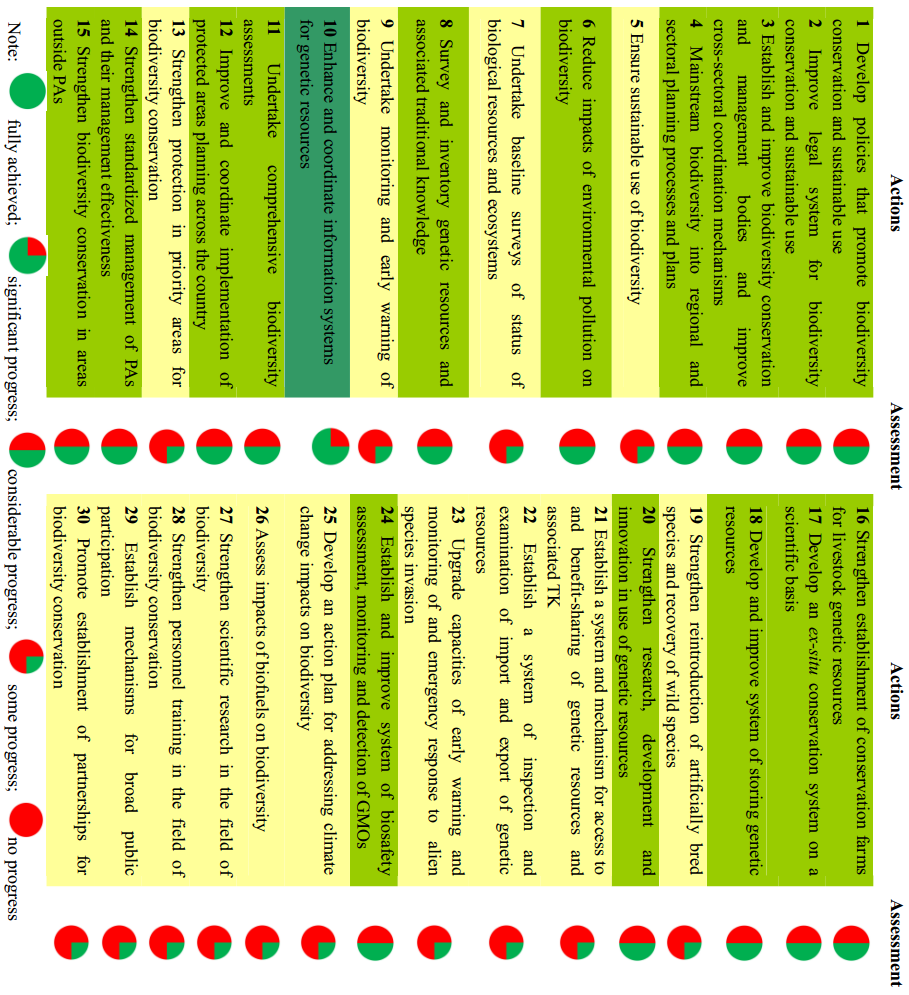 Actions
Assessment
1 Develop policies that promote biodiversity
conservation and sustainable use
2 Improve legal system for biodiversity
conservation and sustainable use
3 Establish and improve biodiversity conservation
and management bodies and improve
cross-sectoral coordination mechanisms
4 Mainstream biodiversity into regional and
sectoral planning processes and plans
5 Ensure sustainable use of biodiversity
6 Reduce impacts of environmental pollution on
biodiversity
7 Undertake baseline surveys of status of
biological resources and ecosystems
8 Survey and inventory genetic resources and
associated traditional knowledge
9 Undertake monitoring and early warning of
biodiversity
10 Enhance and coordinate information systems
for genetic resources
11 Undertake comprehensive biodiversity
assessments
12 Improve and coordinate implementation of
protected areas planning across the country
13 Strengthen protection in priority areas for
biodiversity conservation
14 Strengthen standardized management of PAs
and their management effectiveness
15 Strengthen biodiversity conservation in areas
outside PAs
Actions
Assessment
16 Strengthen establishment of conservation farms
for livestock genetic resources
17 Develop an ex-situ conservation system on a
scientific basis
18 Develop and improve system of storing genetic
resources
19 Strengthen reintroduction of artificially bred
species and recovery of wild species
20 Strengthen research, development and
innovation in use of genetic resources
21 Establish a system and mechanism for access to
and benefit-sharing of genetic resources and
associated TK
22 Establish a system of inspection and
examination of import and export of genetic
resources
23 Upgrade capacities of early warning and
monitoring of and emergency response to alien
species invasion
24 Establish and improve system of biosafety
assessment, monitoring and detection of GMOs
25 Develop an action plan for addressing climate
change impacts on biodiversity
26 Assess impacts of biofuels on biodiversity
27 Strengthen scientific research in the field of
biodiversity
28 Strengthen personnel training in the field of
biodiversity conservation
29 Establish mechanisms for broad public
participation
30 Promote establishment of partnerships for
biodiversity conservation
Note: fully achieved; significant progress; considerable progress; some progress; no progress